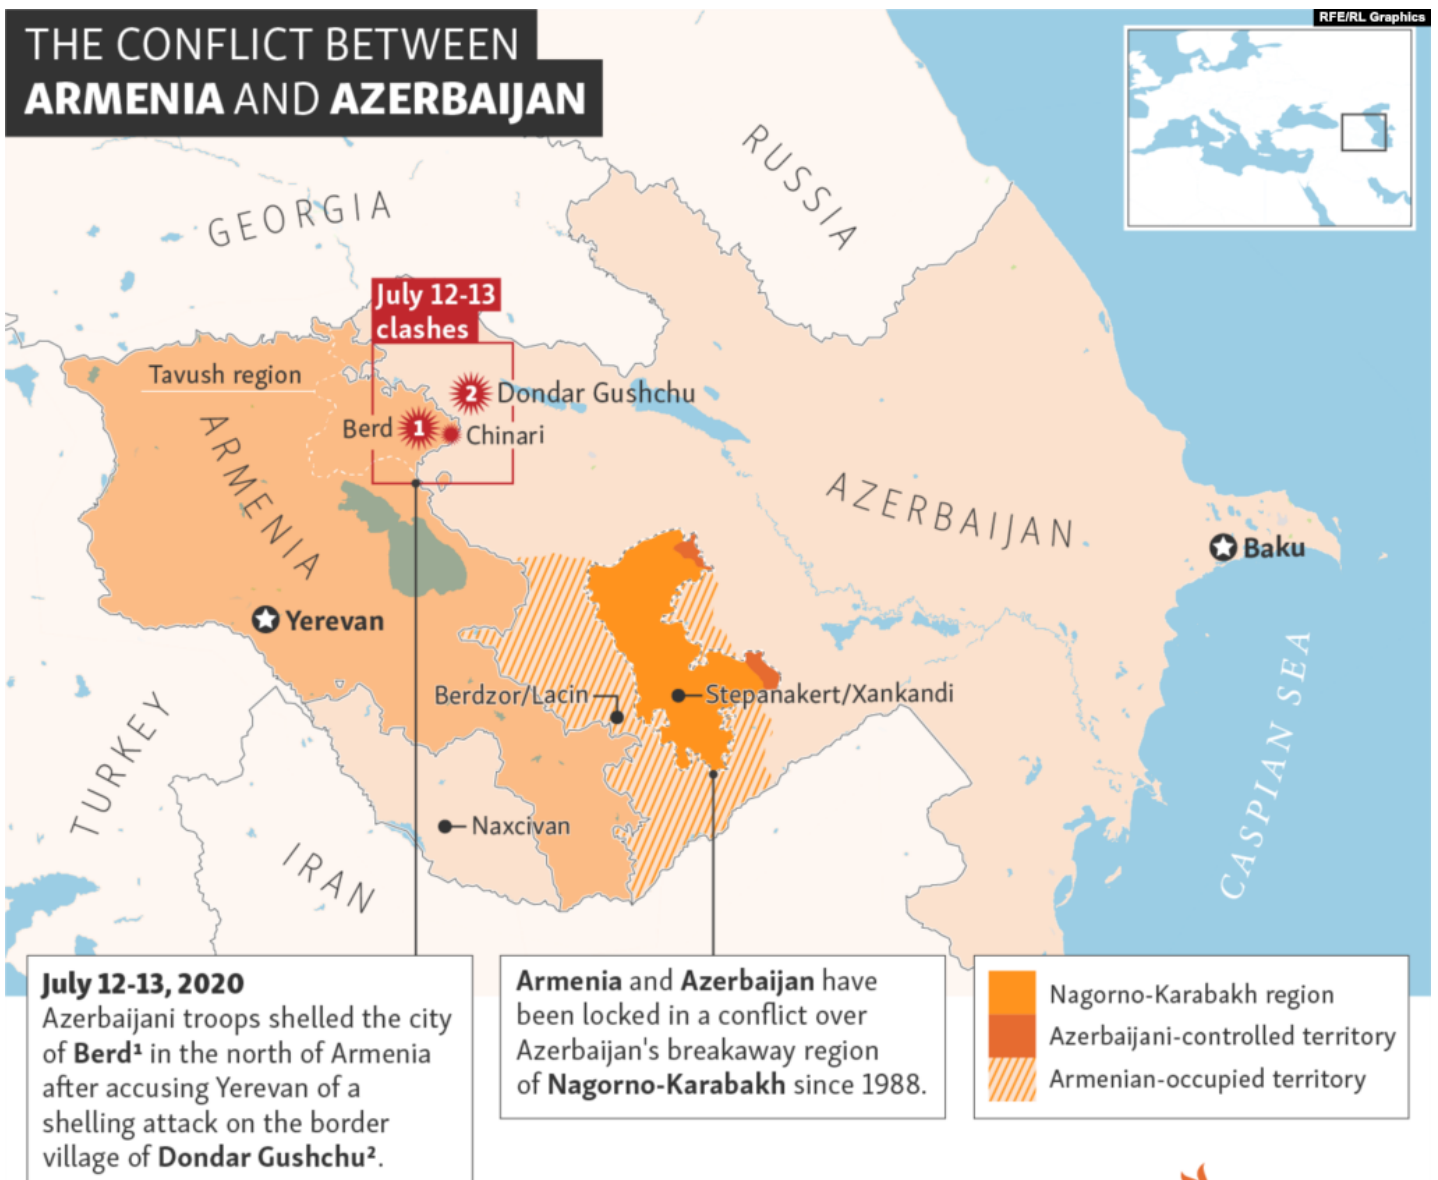 RFE/RL Graphics
THE CONFLICT BETWEEN
ARMENIA AND AZERBAIJAN
RUSSIA
GEORGIA
July 12-13
clashes
Tavush region
2 Dondar Gushchu
Berd 1
Chinari
ARMENIA
AZERBAIJAN
Baku
Yerevan
Berdzor/Lacin
Stepanakert/Xankandi
TURKEY
CASPIAN SEA
Naxcivan
IRAN
July 12-13, 2020
Azerbaijani troops shelled the city
of Berd¹ in the north of Armenia
after accusing Yerevan of a
shelling attack on the border
village of Dondar Gushchu².
Armenia and Azerbaijan have
been locked in a conflict over
Azerbaijan's breakaway region
of Nagorno-Karabakh since 1988.
Nagorno-Karabakh region
Azerbaijani-controlled territory
Armenian-occupied territory